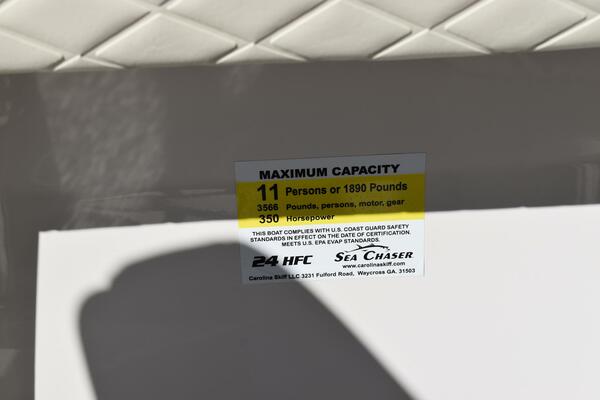 MAXIMUM CAPACITY
11 Persons or 1890 Pounds
3566 Pounds, persons, motor, gear
350 Horsepower
THIS BOAT COMPLIES WITH U.S. COAST GUARD SAFETY
STANDARDS IN EFFECT ON THE DATE OF CERTIFICATION.
MEETS U.S. EPA EVAP STANDARDS.
24 HFC SEA CHASER
www.carolinaskiff.com
Carolina Skiff LLC 3231 Fulford Road, Waycross GA. 31503